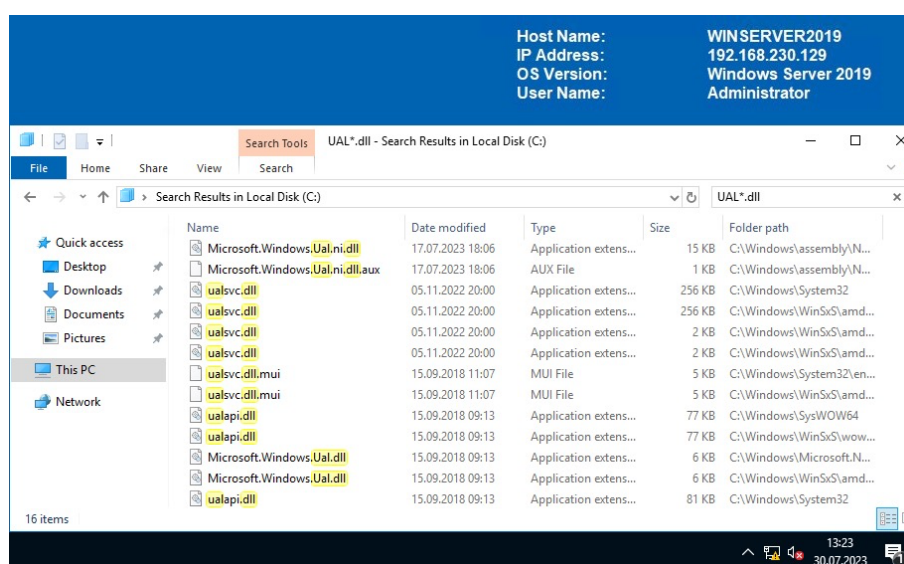 Host Name: WINSERVER2019
IP Address: 192.168.230.129
OS Version: Windows Server 2019
User Name: Administrator
Search Tools UAL*.dll - Search Results in Local Disk (C:)
File Home Share View Search
Search Results in Local Disk (C:) UAL*.dll
Name Date modified Type Size Folder path
Quick access
Desktop
Downloads
Documents
Pictures
This PC
Network
Microsoft.Windows.Ual.ni.dll 17.07.2023 18:06 Application extens... 15 KB C:\Windows\assembly\N...
Microsoft.Windows.Ual.ni.dll.aux 17.07.2023 18:06 AUX File 1 KB C:\Windows\assembly\N...
ualsvc.dll 05.11.2022 20:00 Application extens... 256 KB C:\Windows\System32
ualsvc.dll 05.11.2022 20:00 Application extens... 256 KB C:\Windows\WinSxS\amd...
ualsvc.dll 05.11.2022 20:00 Application extens... 2 KB C:\Windows\WinSxS\amd...
ualsvc.dll 05.11.2022 20:00 Application extens... 2 KB C:\Windows\WinSxS\amd...
ualsvc.dll.mui 15.09.2018 11:07 MUI File 5 KB C:\Windows\System32\en...
ualsvc.dll.mui 15.09.2018 11:07 MUI File 5 KB C:\Windows\WinSxS\amd...
ualapi.dll 15.09.2018 09:13 Application extens... 77 KB C:\Windows\SysWOW64
ualapi.dll 15.09.2018 09:13 Application extens... 77 KB C:\Windows\WinSxS\wow...
Microsoft.Windows.Ual.dll 15.09.2018 09:13 Application extens... 6 KB C:\Windows\Microsoft.N...
Microsoft.Windows.Ual.dll 15.09.2018 09:13 Application extens... 6 KB C:\Windows\WinSxS\amd...
ualapi.dll 15.09.2018 09:13 Application extens... 81 KB C:\Windows\System32
16 items
13:23
30.07.2023
1